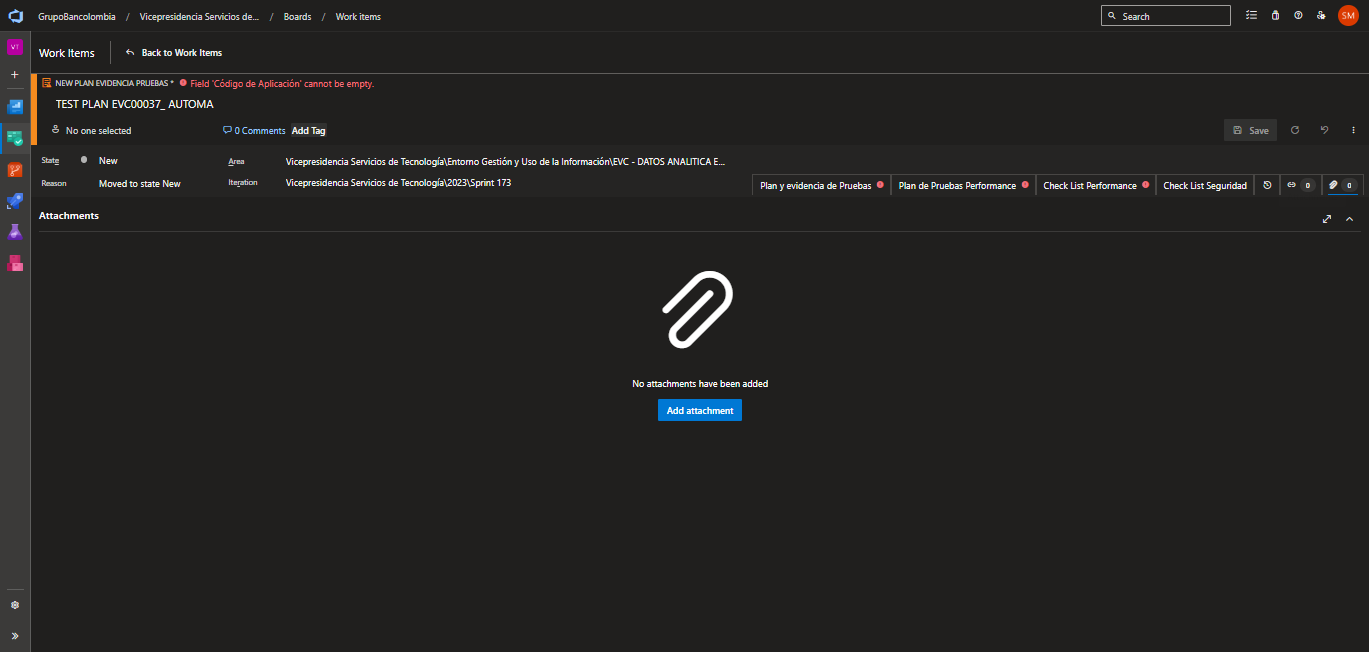 GrupoBancolombia / Vicepresidencia Servicios de... / Boards / Work items
Search
SM
VT
Work Items
Back to Work Items
NEW PLAN EVIDENCIA PRUEBAS * Field 'Código de Aplicación' cannot be empty.
TEST PLAN EVC00037_ AUTOMA
No one selected
0 Comments
Add Tag
Save
State
New
Area
Vicepresidencia Servicios de Tecnología\Entorno Gestión y Uso de la Información\EVC - DATOS ANALITICA E...
Reason
Moved to state New
Iteration
Vicepresidencia Servicios de Tecnología\2023\Sprint 173
Plan y evidencia de Pruebas
Plan de Pruebas Performance
Check List Performance
Check List Seguridad
0
0
Attachments
No attachments have been added
Add attachment